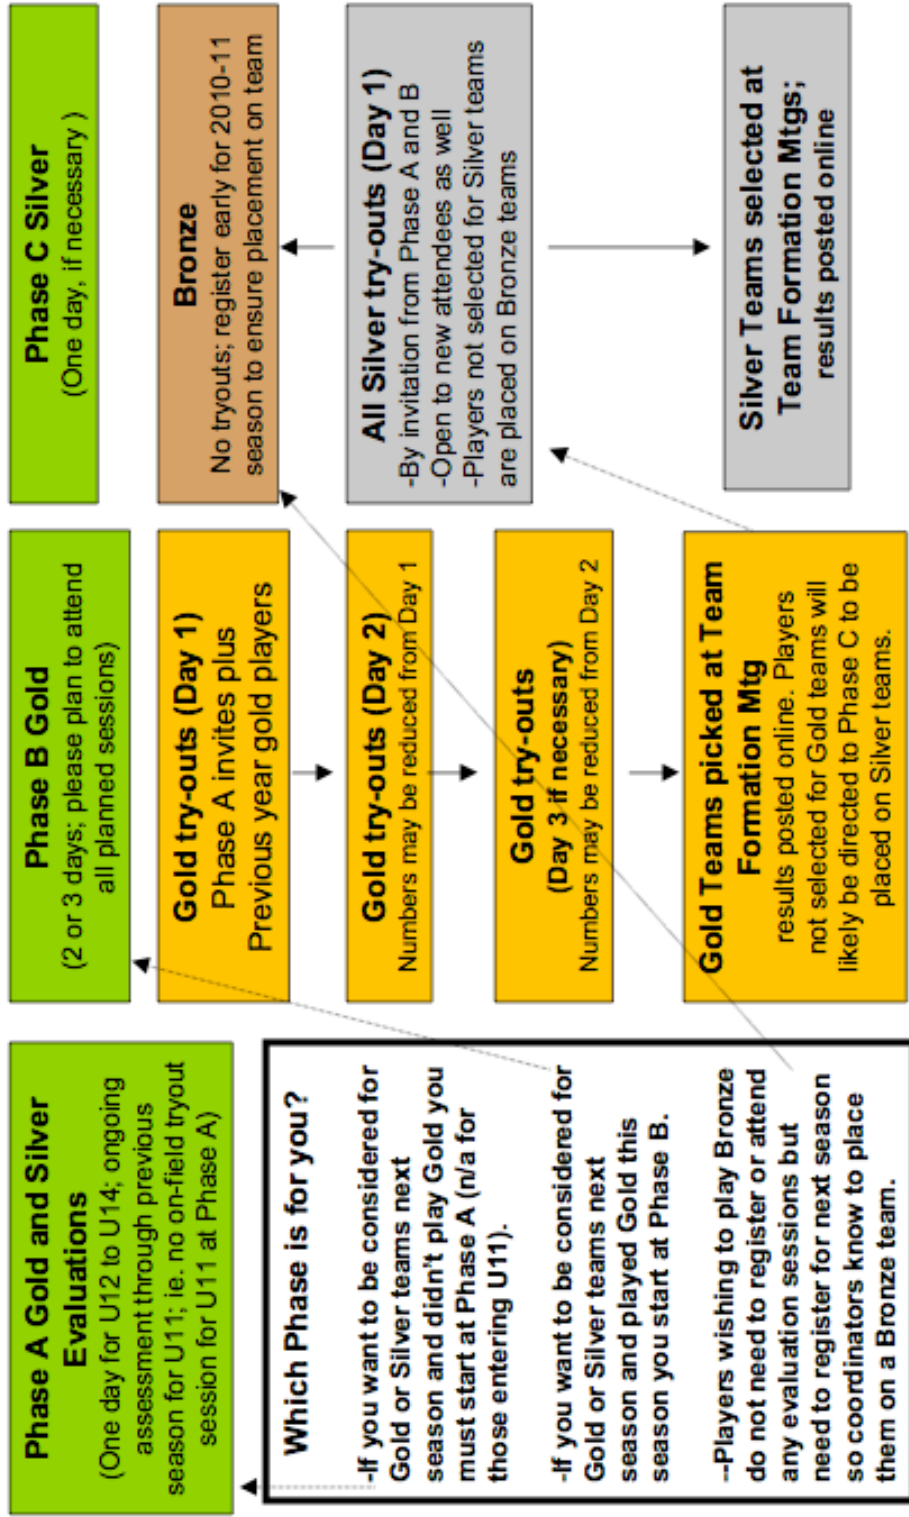 Phase A Gold and Silver
Evaluations
(One day for U12 to U14; ongoing
assessment through previous
season for U11; ie. no on-field tryout
session for U11 at Phase A)
Which Phase is for you?
-If you want to be considered for
Gold or Silver teams next
season and didn't play Gold you
must start at Phase A (n/a for
those entering U11).
-If you want to be considered for
Gold or Silver teams next
season and played Gold this
season you start at Phase B.
--Players wishing to play Bronze
do not need to register or attend
any evaluation sessions but
need to register for next season
so coordinators know to place
them on a Bronze team.
Phase B Gold
(2 or 3 days; please plan to attend
all planned sessions)
Gold try-outs (Day 1)
Phase A invites plus
Previous year gold players
Gold try-outs (Day 2)
Numbers may be reduced from Day 1
Gold try-outs
(Day 3 if necessary)
Numbers may be reduced from Day 2
Gold Teams picked at Team
Formation Mtg
results posted online. Players
not selected for Gold teams will
likely be directed to Phase C to be
placed on Silver teams.
Phase C Silver
(One day, if necessary )
Bronze
No tryouts; register early for 2010-11
season to ensure placement on team
All Silver try-outs (Day 1)
-By invitation from Phase A and B
-Open to new attendees as well
-Players not selected for Silver teams
are placed on Bronze teams
Silver Teams selected at
Team Formation Mtgs;
results posted online